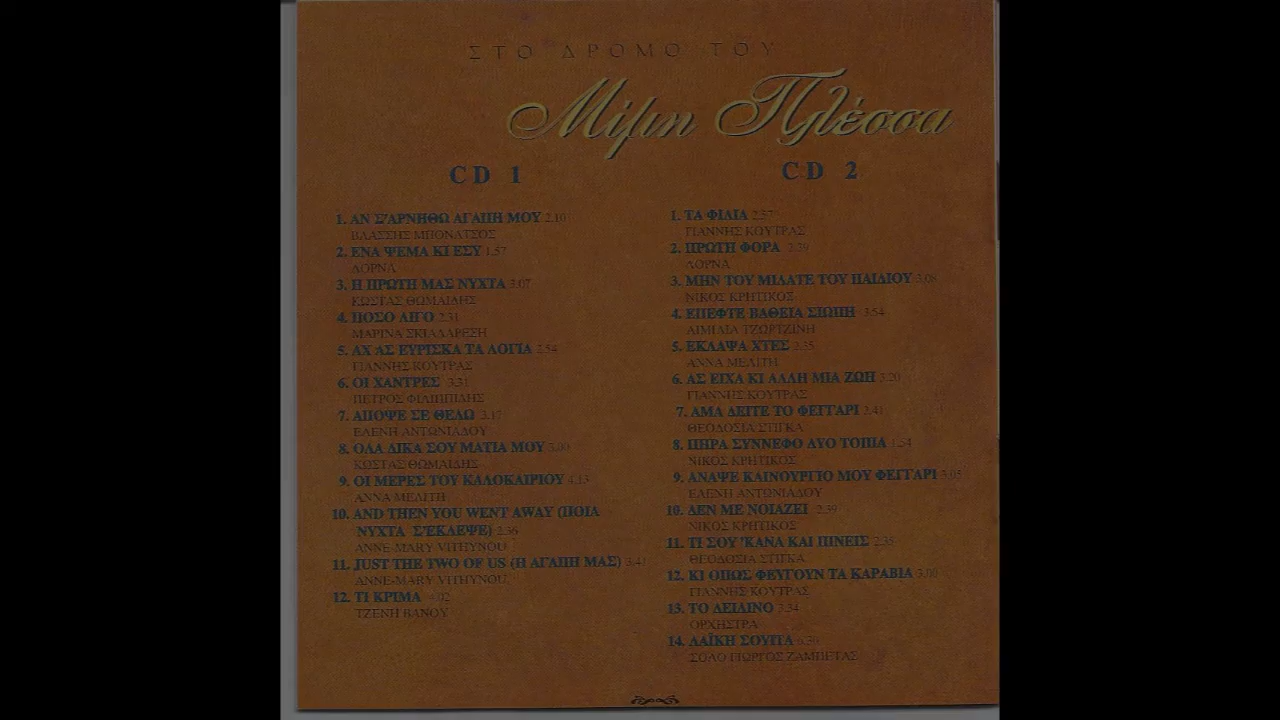 ΣΤΟ ΔΡΟΜΟ ΤΟΥ
Μίμη Πλέσσα
CD 1
1. ΑΝ Σ'ΑΡΝΗΘΩ ΑΓΑΠΗ ΜΟΥ 2.10
ΒΛΑΣΣΗΣ ΜΠΟΝΑΤΣΟΣ
2. ΕΝΑ ΨΕΜΑ ΚΙ ΕΣΥ 1.57
ΛΟΡΝΑ
3. Η ΠΡΩΤΗ ΜΑΣ ΝΥΧΤΑ 3.07
ΚΩΣΤΑΣ ΘΩΜΑΙΔΗΣ
4. ΠΟΣΟ ΛΙΓΟ 2.31
ΜΑΡΙΝΑ ΣΚΙΑΔΑΡΕΣΗ
5. ΑΧ ΑΣ ΕΥΡΙΣΚΑ ΤΑ ΛΟΓΙΑ 2.54
ΓΙΑΝΝΗΣ ΚΟΥΤΡΑΣ
6. ΟΙ ΧΑΝΤΡΕΣ 3.31
ΠΕΤΡΟΣ ΦΙΛΙΠΠΙΔΗΣ
7. ΑΠΟΨΕ ΣΕ ΘΕΛΩ
ΕΛΕΝΗ ΑΝΤΩΝΙΑΔΟΥ
8. ΟΛΑ ΔΙΚΑ ΣΟΥ ΜΑΤΙΑ ΜΟΥ 3.00
ΚΩΣΤΑΣ ΘΩΜΑΙΔΗΣ
9. ΟΙ ΜΕΡΕΣ ΤΟΥ ΚΑΛΟΚΑΙΡΙΟΥ 4.13
ΑΝΝΑ ΜΕΛΙΤΗ
10. AND THEN YOU WENT AWAY (ΠΟΙΑ
ΝΥΧΤΑ Σ'ΕΚΛΕΨΕ) 2.36
ANNE-MARY VITHYNOU
11. JUST THE TWO OF US (Η ΑΓΑΠΗ ΜΑΣ) 3.41
ANNE-MARY VITHYNOU
12. ΤΙ ΚΡΙΜΑ 4.02
ΤΖΕΝΗ ΒΑΝΟΥ
CD 2
1. ΤΑ ΦΙΛΙΑ 2.37
ΓΙΑΝΝΗΣ ΚΟΥΤΡΑΣ
2. ΠΡΩΤΗ ΦΟΡΑ 2.39
ΛΟΡΝΑ
3. ΜΗΝ ΤΟΥ ΜΙΛΑΤΕ ΤΟΥ ΠΑΙΔΙΟΥ 3.08
ΝΙΚΟΣ ΚΡΗΤΙΚΟΣ
4. ΕΠΕΦΤΕ ΒΑΘΕΙΑ ΣΙΩΠΗ 3.54
ΑΙΜΙΛΙΑ ΤΖΩΡΤΖΙΝΗ
5. ΕΚΛΑΨΑ ΧΤΕΣ 2.35
ΑΝΝΑ ΜΕΛΙΤΗ
6. ΑΣ ΕΙΧΑ ΚΙ ΑΛΛΗ ΜΙΑ ΖΩΗ 3.20
ΓΙΑΝΝΗΣ ΚΟΥΤΡΑΣ
7. ΑΜΑ ΔΕΙΤΕ ΤΟ ΦΕΓΓΑΡΙ 2.41
ΘΕΟΔΟΣΙΑ ΣΤΙΓΚΑ
8. ΠΗΡΑ ΣΥΝΝΕΦΟ ΔΥΟ ΤΟΠΙΑ 1.54
ΝΙΚΟΣ ΚΡΗΤΙΚΟΣ
9. ΑΝΑΨΕ ΚΑΙΝΟΥΡΓΙΟ ΜΟΥ ΦΕΓΓΑΡΙ 3.05
ΕΛΕΝΗ ΑΝΤΩΝΙΑΔΟΥ
10. ΔΕΝ ΜΕ ΝΟΙΑΖΕΙ 2.39
ΝΙΚΟΣ ΚΡΗΤΙΚΟΣ
11. ΤΙ ΣΟΥ 'ΚΑΝΑ ΚΑΙ ΠΙΝΕΙΣ 2.35
ΘΕΟΔΟΣΙΑ ΣΤΙΓΚΑ
12. ΚΙ ΟΠΩΣ ΦΕΥΓΟΥΝ ΤΑ ΚΑΡΑΒΙΑ 3.00
ΓΙΑΝΝΗΣ ΚΟΥΤΡΑΣ
13. ΤΟ ΔΕΙΛΙΝΟ 3.34
ΟΡΧΗΣΤΡΑ
14. ΛΑΪΚΗ ΣΟΥΙΤΑ 6.30
ΣΟΛΟ ΓΙΩΡΓΟΣ ΖΑΜΠΕΤΑΣ